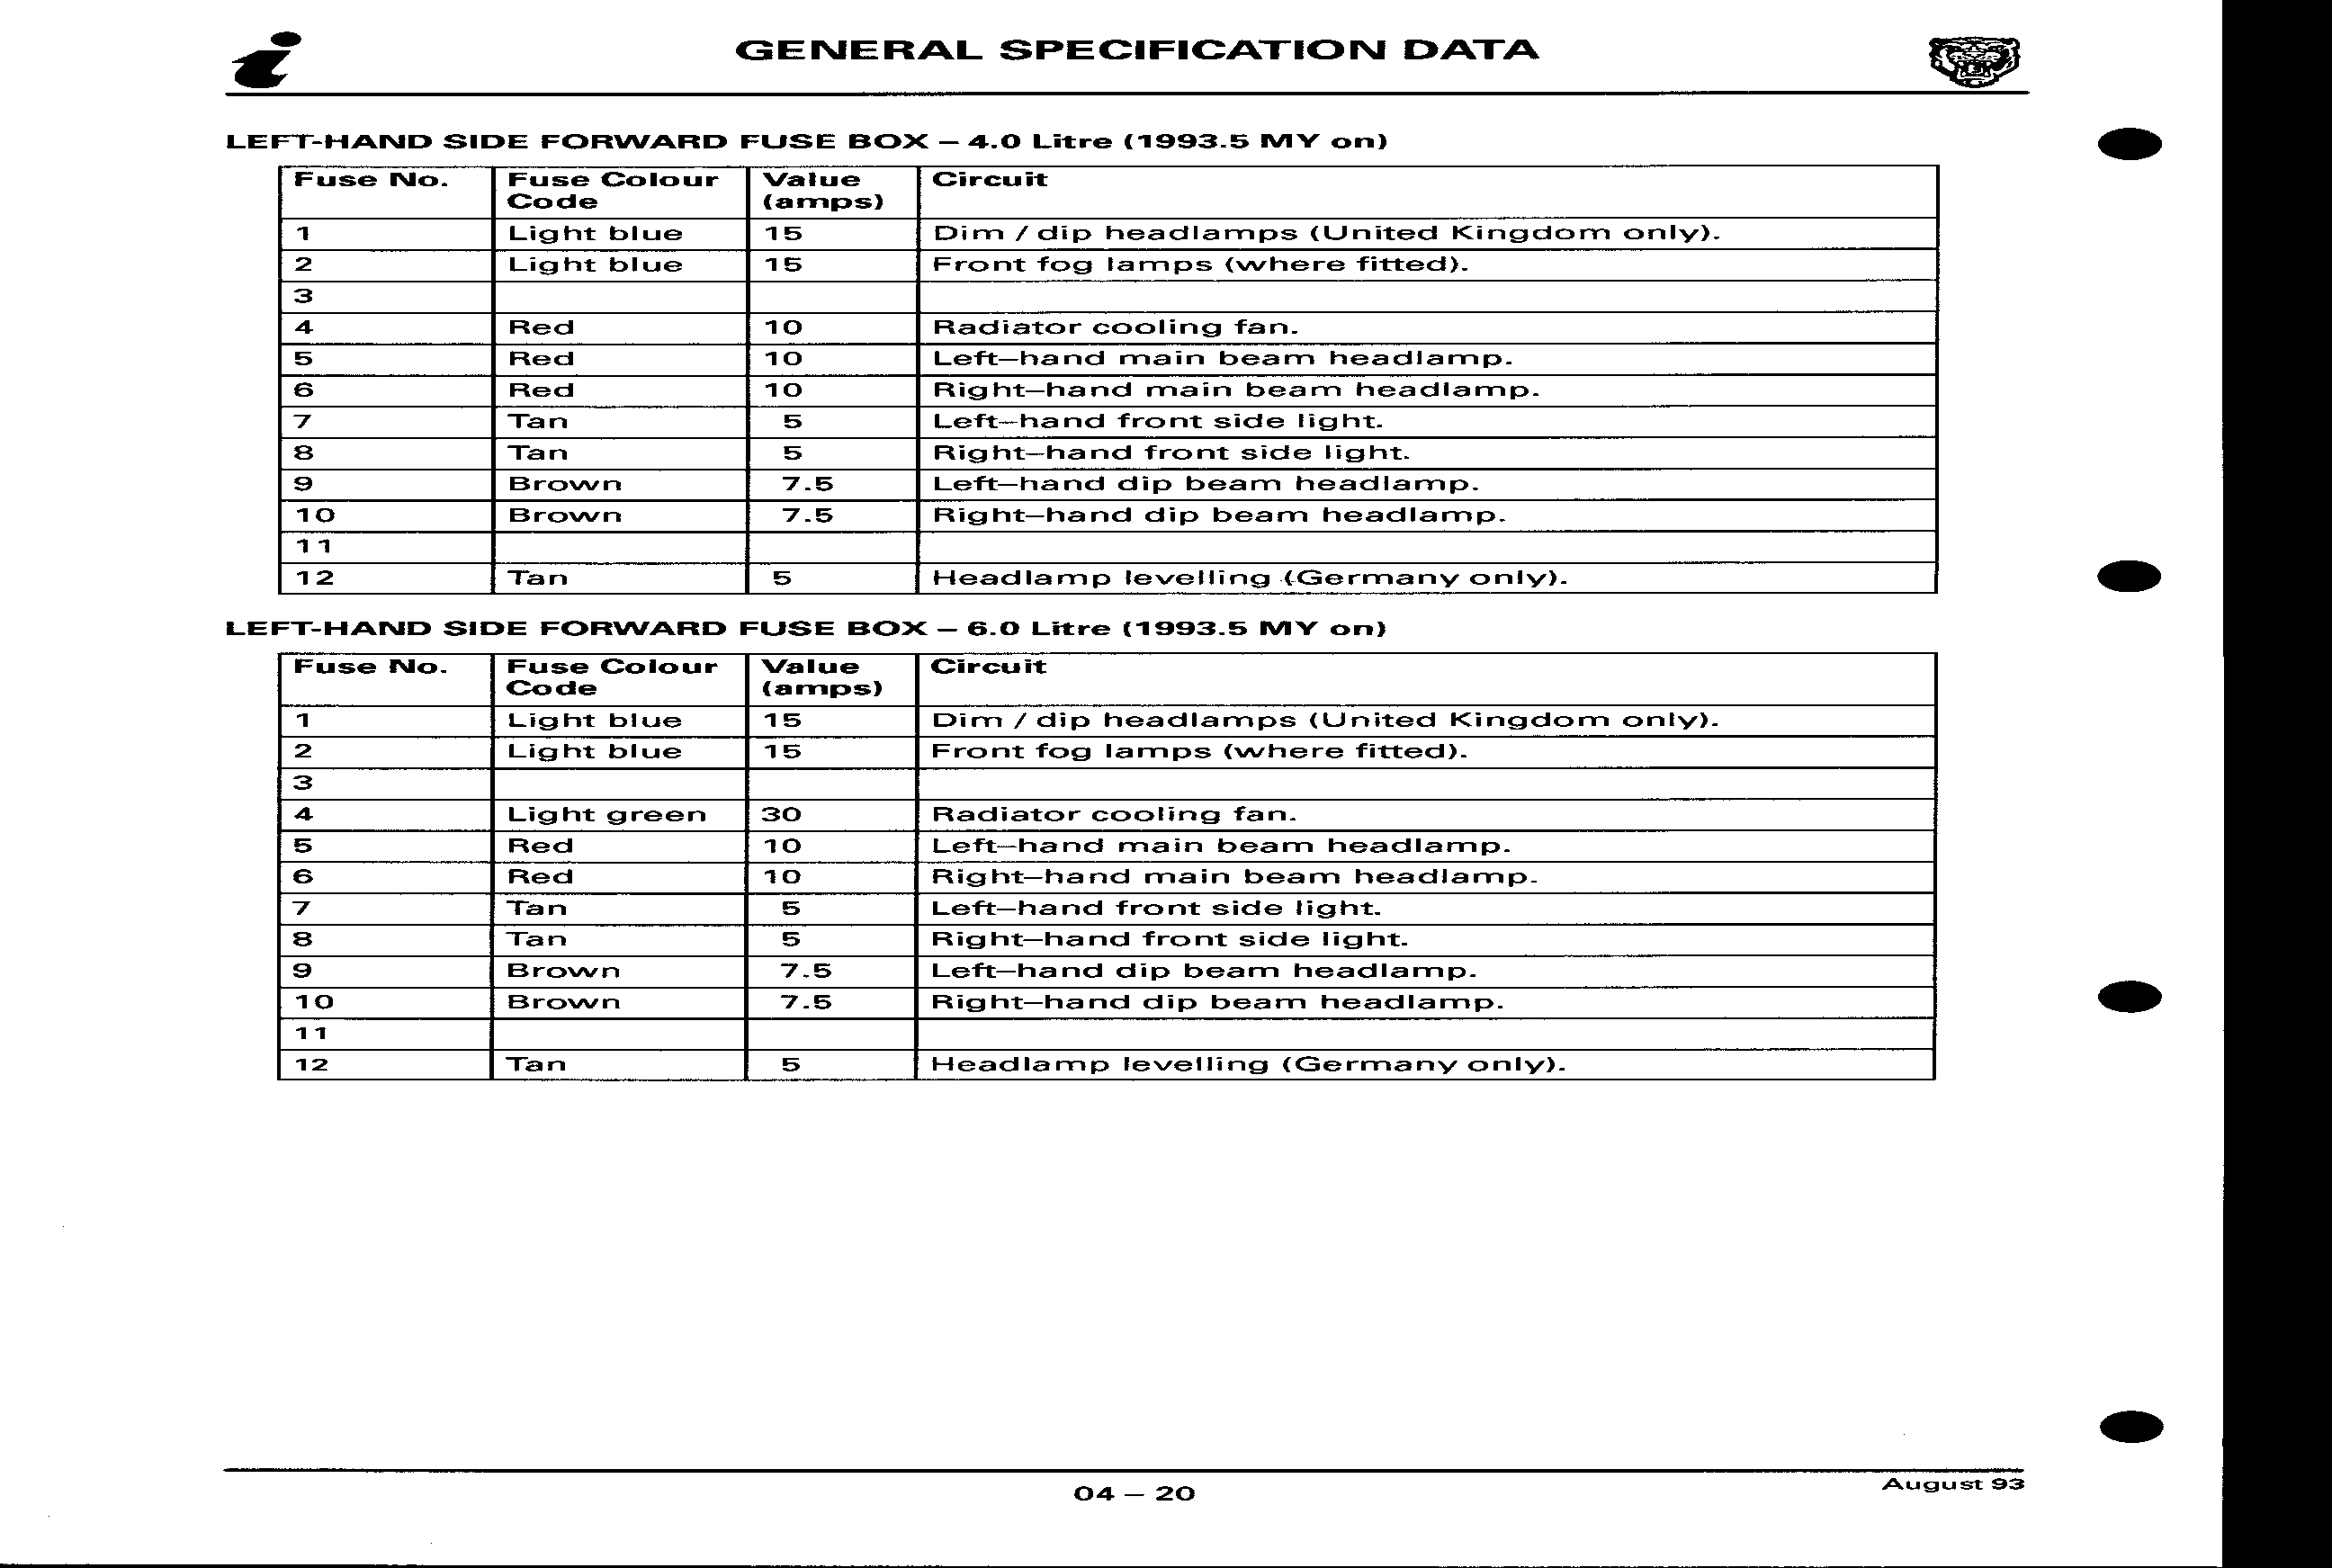 GENERAL SPECIFICATION DATA
LEFT-HAND SIDE FORWARD FUSE BOX – 4.0 Litre (1993.5 MY on)
Fuse No. Fuse Colour Code Value (amps) Circuit
1 Light blue 15 Dim / dip headlamps (United Kingdom only).
2 Light blue 15 Front fog lamps (where fitted).
3
4 Red 10 Radiator cooling fan.
5 Red 10 Left–hand main beam headlamp.
6 Red 10 Right–hand main beam headlamp.
7 Tan 5 Left–hand front side light.
8 Tan 5 Right–hand front side light.
9 Brown 7.5 Left–hand dip beam headlamp.
10 Brown 7.5 Right–hand dip beam headlamp.
11
12 Tan 5 Headlamp levelling (Germany only).
LEFT-HAND SIDE FORWARD FUSE BOX – 6.0 Litre (1993.5 MY on)
Fuse No. Fuse Colour Code Value (amps) Circuit
1 Light blue 15 Dim / dip headlamps (United Kingdom only).
2 Light blue 15 Front fog lamps (where fitted).
3
4 Light green 30 Radiator cooling fan.
5 Red 10 Left–hand main beam headlamp.
6 Red 10 Right–hand main beam headlamp.
7 Tan 5 Left–hand front side light.
8 Tan 5 Right–hand front side light.
9 Brown 7.5 Left–hand dip beam headlamp.
10 Brown 7.5 Right–hand dip beam headlamp.
11
12 Tan 5 Headlamp levelling (Germany only).
04 – 20
August 93